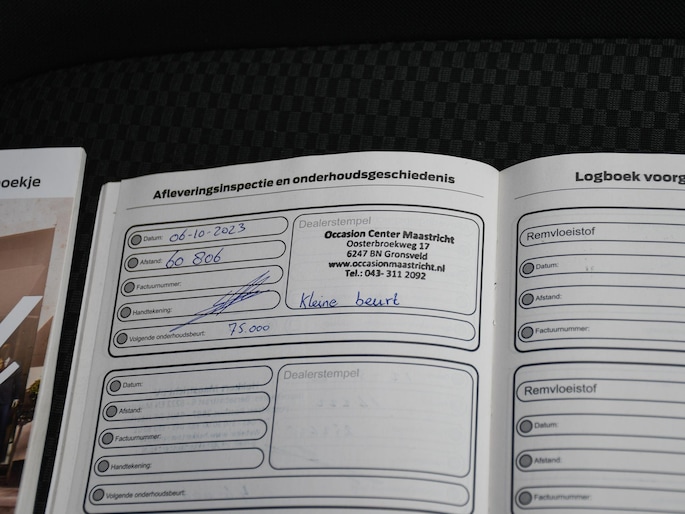 oekje
Afleveringsinspectie en onderhoudsgeschiedenis
Datum: 06-10-2023
Afstand: 60 806
Factuurnummer:
Handtekening:
Volgende onderhoudsbeurt: 75.000
Dealerstempel
Occasion Center Maastricht
Oosterbroekweg 17
6247 BN Gronsveld
www.occasionmaastricht.nl
Tel.: 043- 311 2092
Kleine beurt
Datum:
Afstand:
Factuurnummer:
Handtekening:
Volgende onderhoudsbeurt:
Dealerstempel
Logboek voorg
Remvloeistof
Datum:
Afstand:
Factuurnummer:
Remvloeistof
Datum:
Afstand:
Factuurnummer: